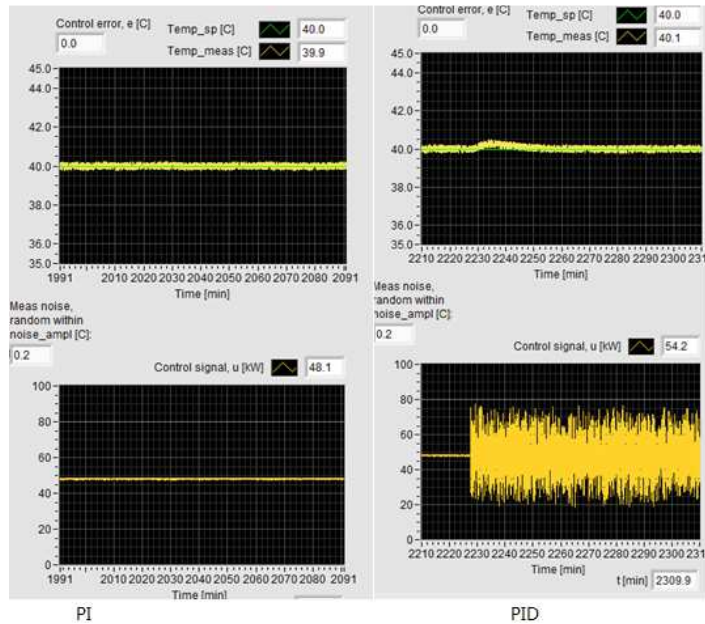 Control error, e [C]
0.0
Temp_sp [C]
40.0
Temp_meas [C]
39.9
45.0
44.0
42.0
40.0
38.0
36.0
35.0
1991 2010 2020 2030 2040 2050 2060 2070 2080 2091
Time [min]
Meas noise,
random within
noise_ampl [C]:
0.2
Control signal, u [kW]
48.1
100
80
60
40
20
0
1991 2010 2020 2030 2040 2050 2060 2070 2080 2091
Time [min]
PI
Control error, e [C]
0.0
Temp_sp [C]
40.0
Temp_meas [C]
40.1
45.0
44.0
42.0
40.0
38.0
36.0
35.0
2210 2220 2230 2240 2250 2260 2270 2280 2290 231
Time [min]
Meas noise,
random within
noise_ampl [C]:
0.2
Control signal, u [kW]
54.2
100
80
60
40
20
0
2210 2220 2230 2240 2250 2260 2270 2280 2290 231
Time [min]
t [min]
2309.9
PID